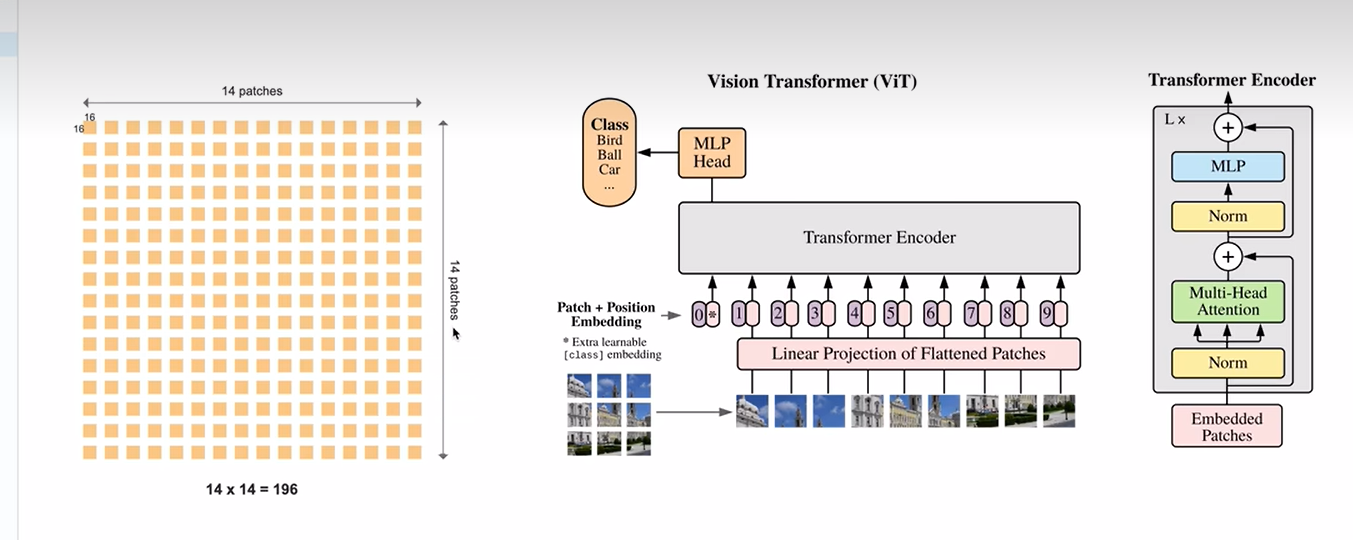 14 patches
16
16
14 patches
14 x 14 = 196
Vision Transformer (ViT)
Class
Bird
Ball
Car
...
MLP
Head
Transformer Encoder
Patch + Position
Embedding
0 * 1 2 3 4 5 6 7 8 9
* Extra learnable
[class] embedding
Linear Projection of Flattened Patches
Transformer Encoder
L x
+
MLP
Norm
+
Multi-Head
Attention
Norm
Embedded
Patches